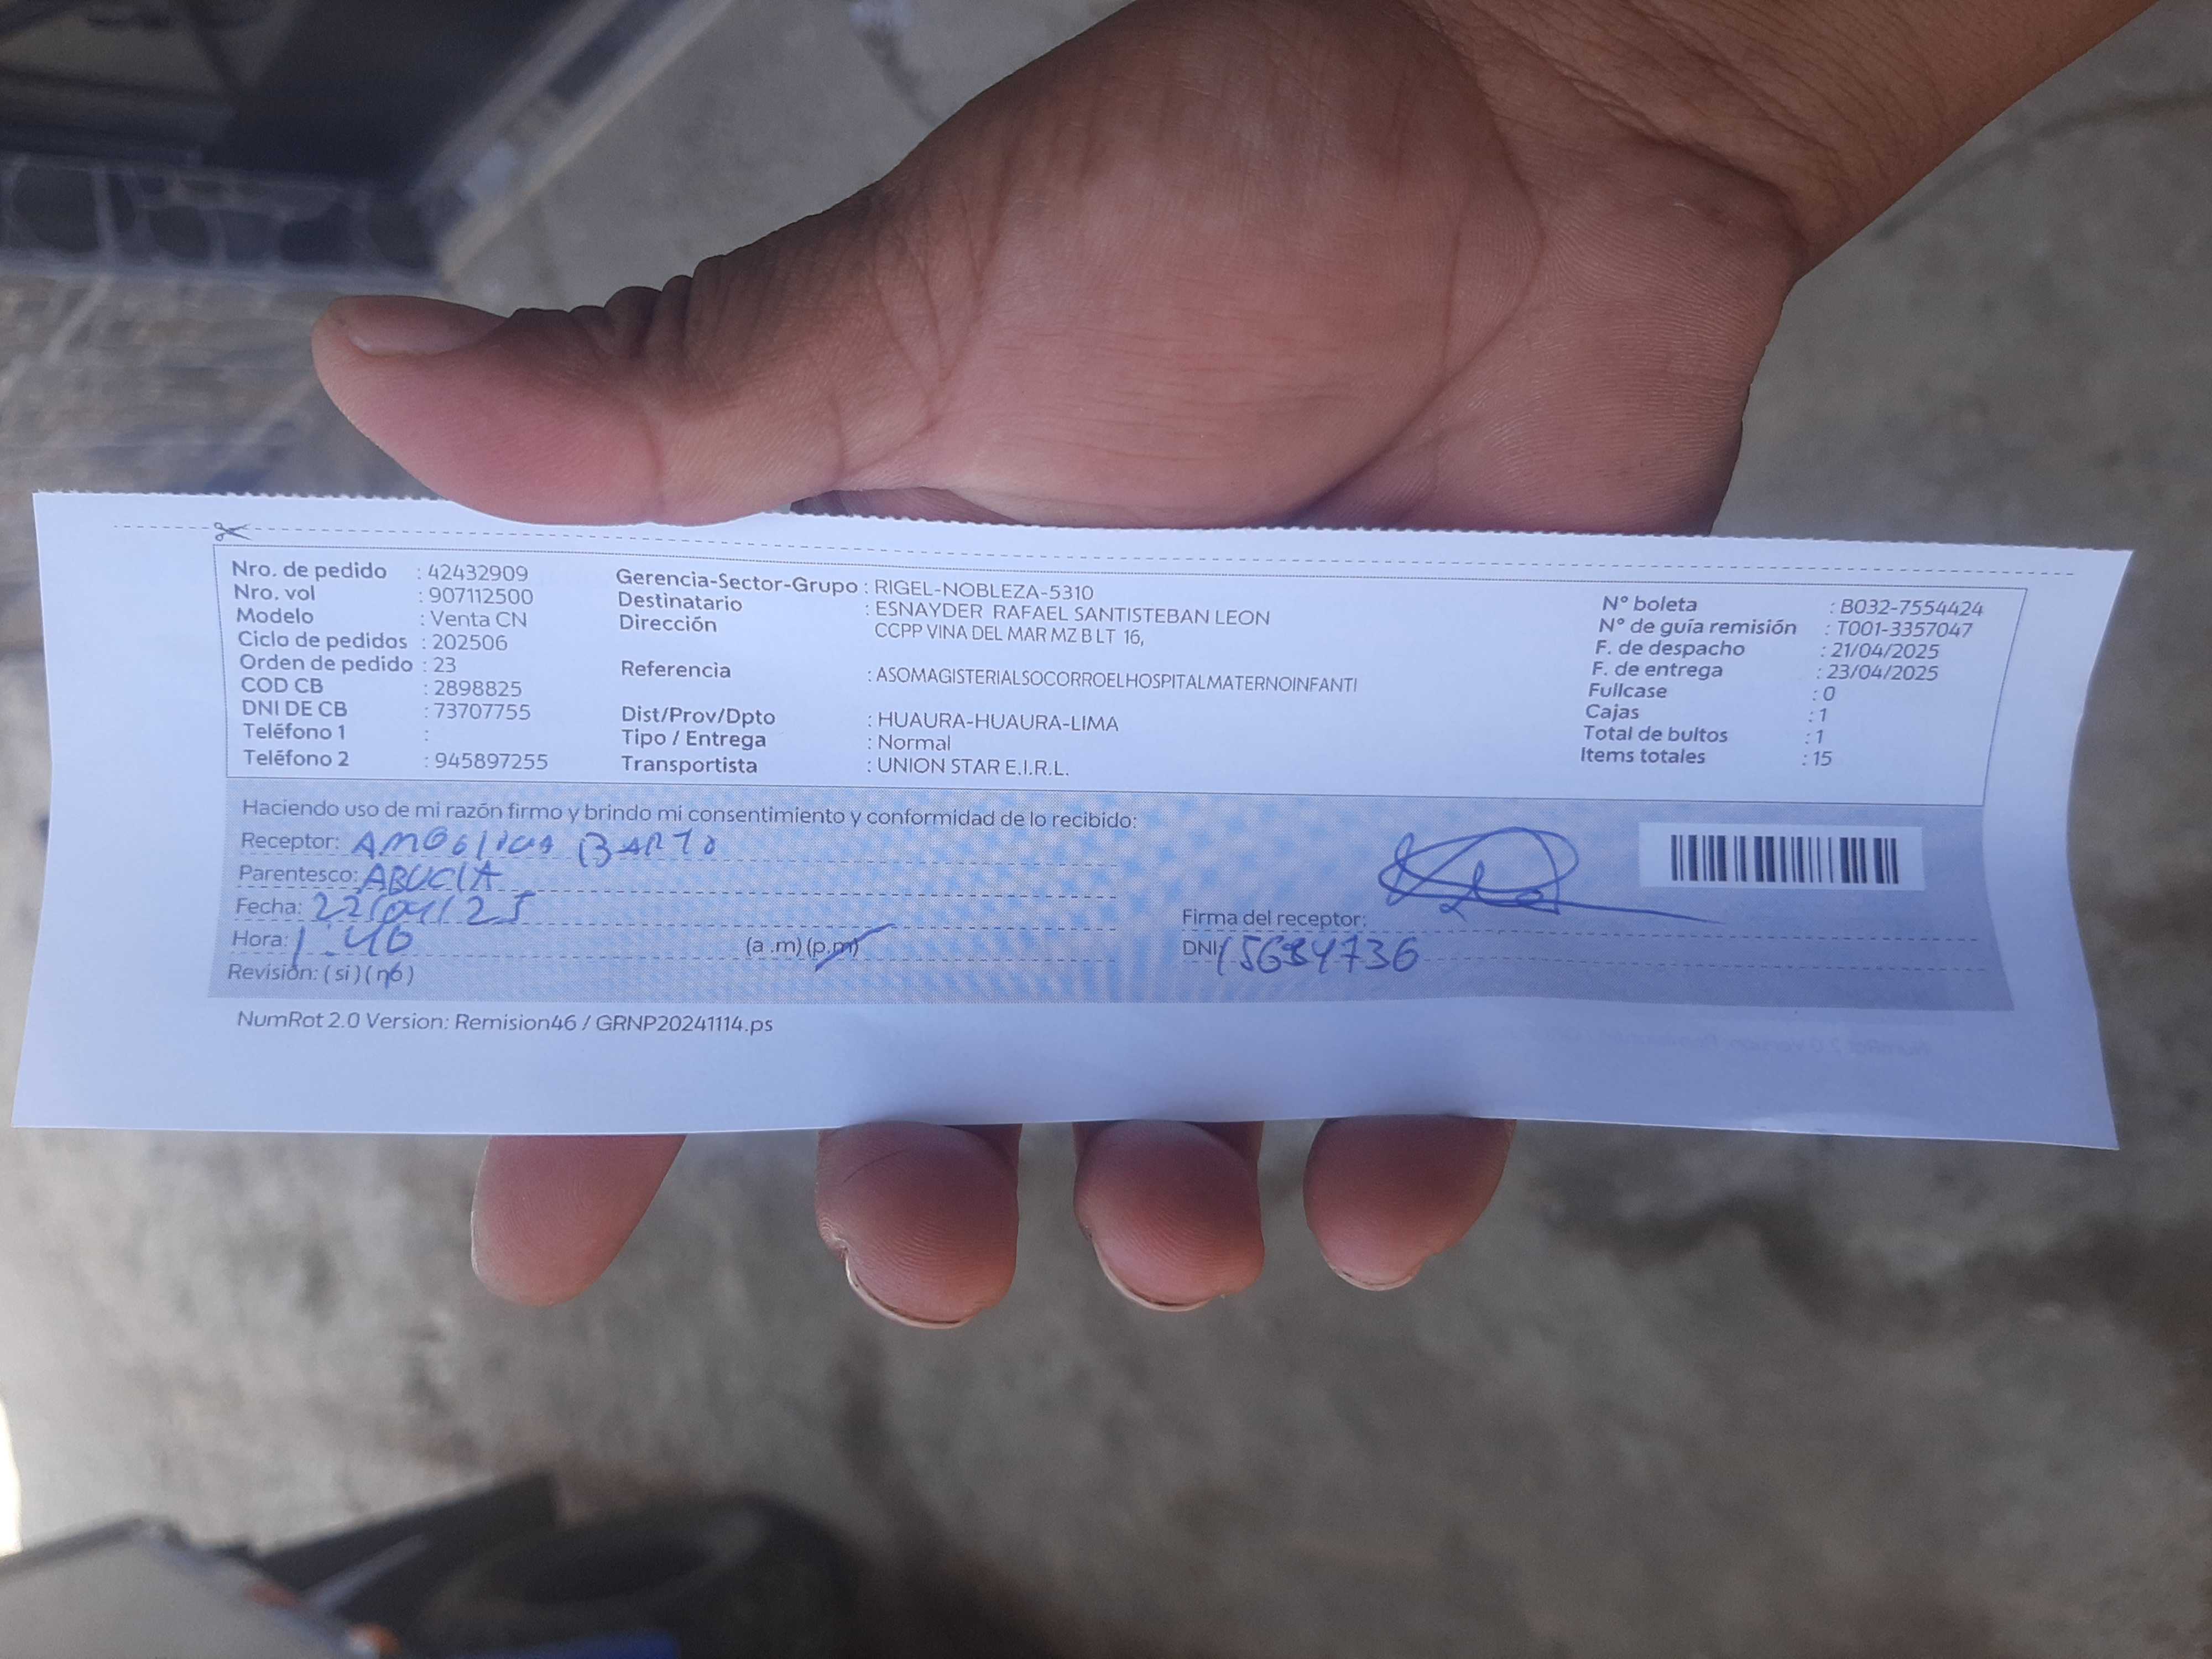 Nro. de pedido : 42432909
Nro. vol : 907112500
Modelo : Venta CN
Ciclo de pedidos : 202506
Orden de pedido : 23
COD CB : 2898825
DNI DE CB : 73707755
Teléfono 1 :
Teléfono 2 : 945897255
Gerencia-Sector-Grupo : RIGEL-NOBLEZA-5310
Destinatario : ESNAYDER RAFAEL SANTISTEBAN LEON
Dirección CCPP VINA DEL MAR MZ B LT 16,
Referencia : ASOMAGISTERIALSOCORROELHOSPITALMATERNOINFANTI
Dist/Prov/Dpto : HUAURA-HUAURA-LIMA
Tipo / Entrega : Normal
Transportista : UNION STAR E.I.R.L.
N° boleta : B032-7554424
N° de guía remisión : T001-3357047
F. de despacho : 21/04/2025
F. de entrega : 23/04/2025
Fullcase : 0
Cajas : 1
Total de bultos : 1
Items totales : 15
Haciendo uso de mi razón firmo y brindo mi consentimiento y conformidad de lo recibido:
Receptor:
Parentesco: ABUCIA
Fecha: 22/04/25
Hora: 1:40 (a .m) (p.m)
Revisión: ( si ) ( no )
Firma del receptor:
DNI
NumRot 2.0 Version: Remision46 / GRNP20241114.ps